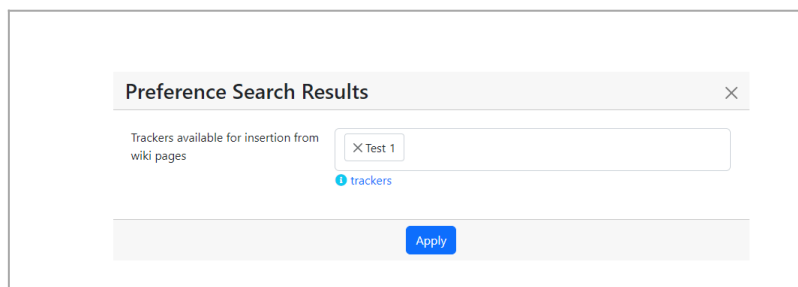 Preference Search Results
Trackers available for insertion from
wiki pages
Test 1
trackers
Apply